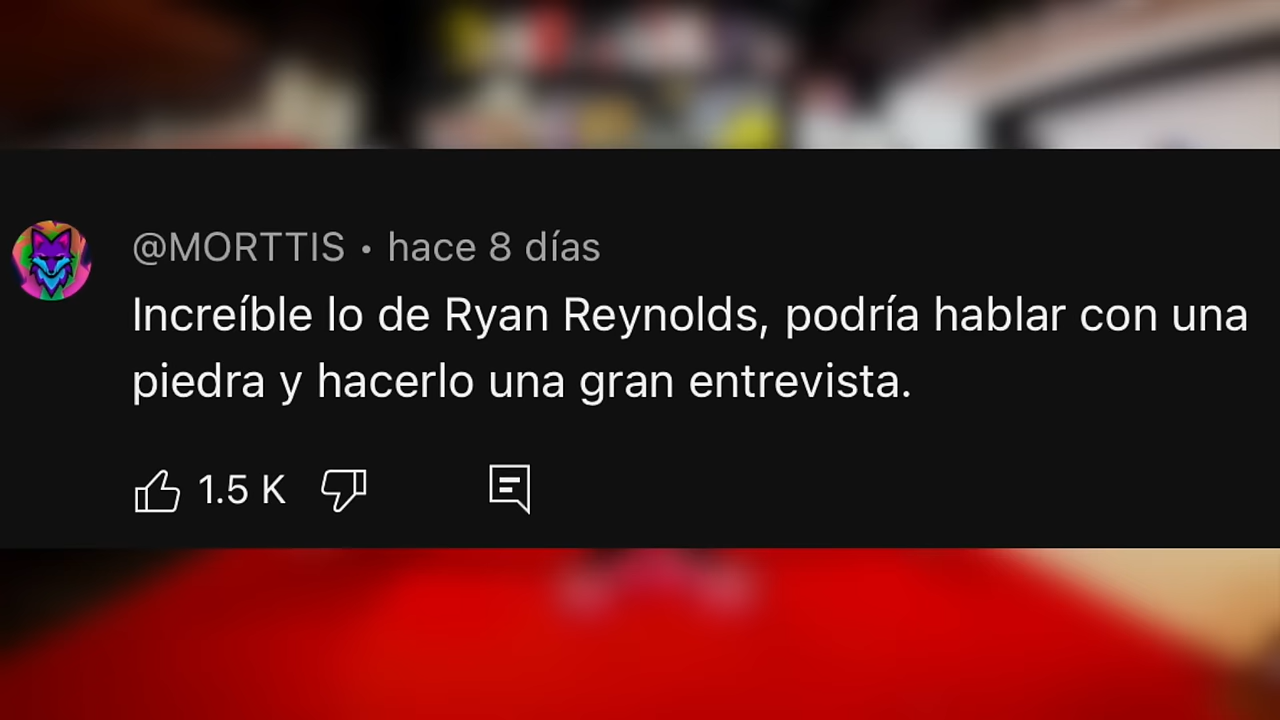 @MORTTIS • hace 8 días
Increíble lo de Ryan Reynolds, podría hablar con una
piedra y hacerlo una gran entrevista.
1.5 K